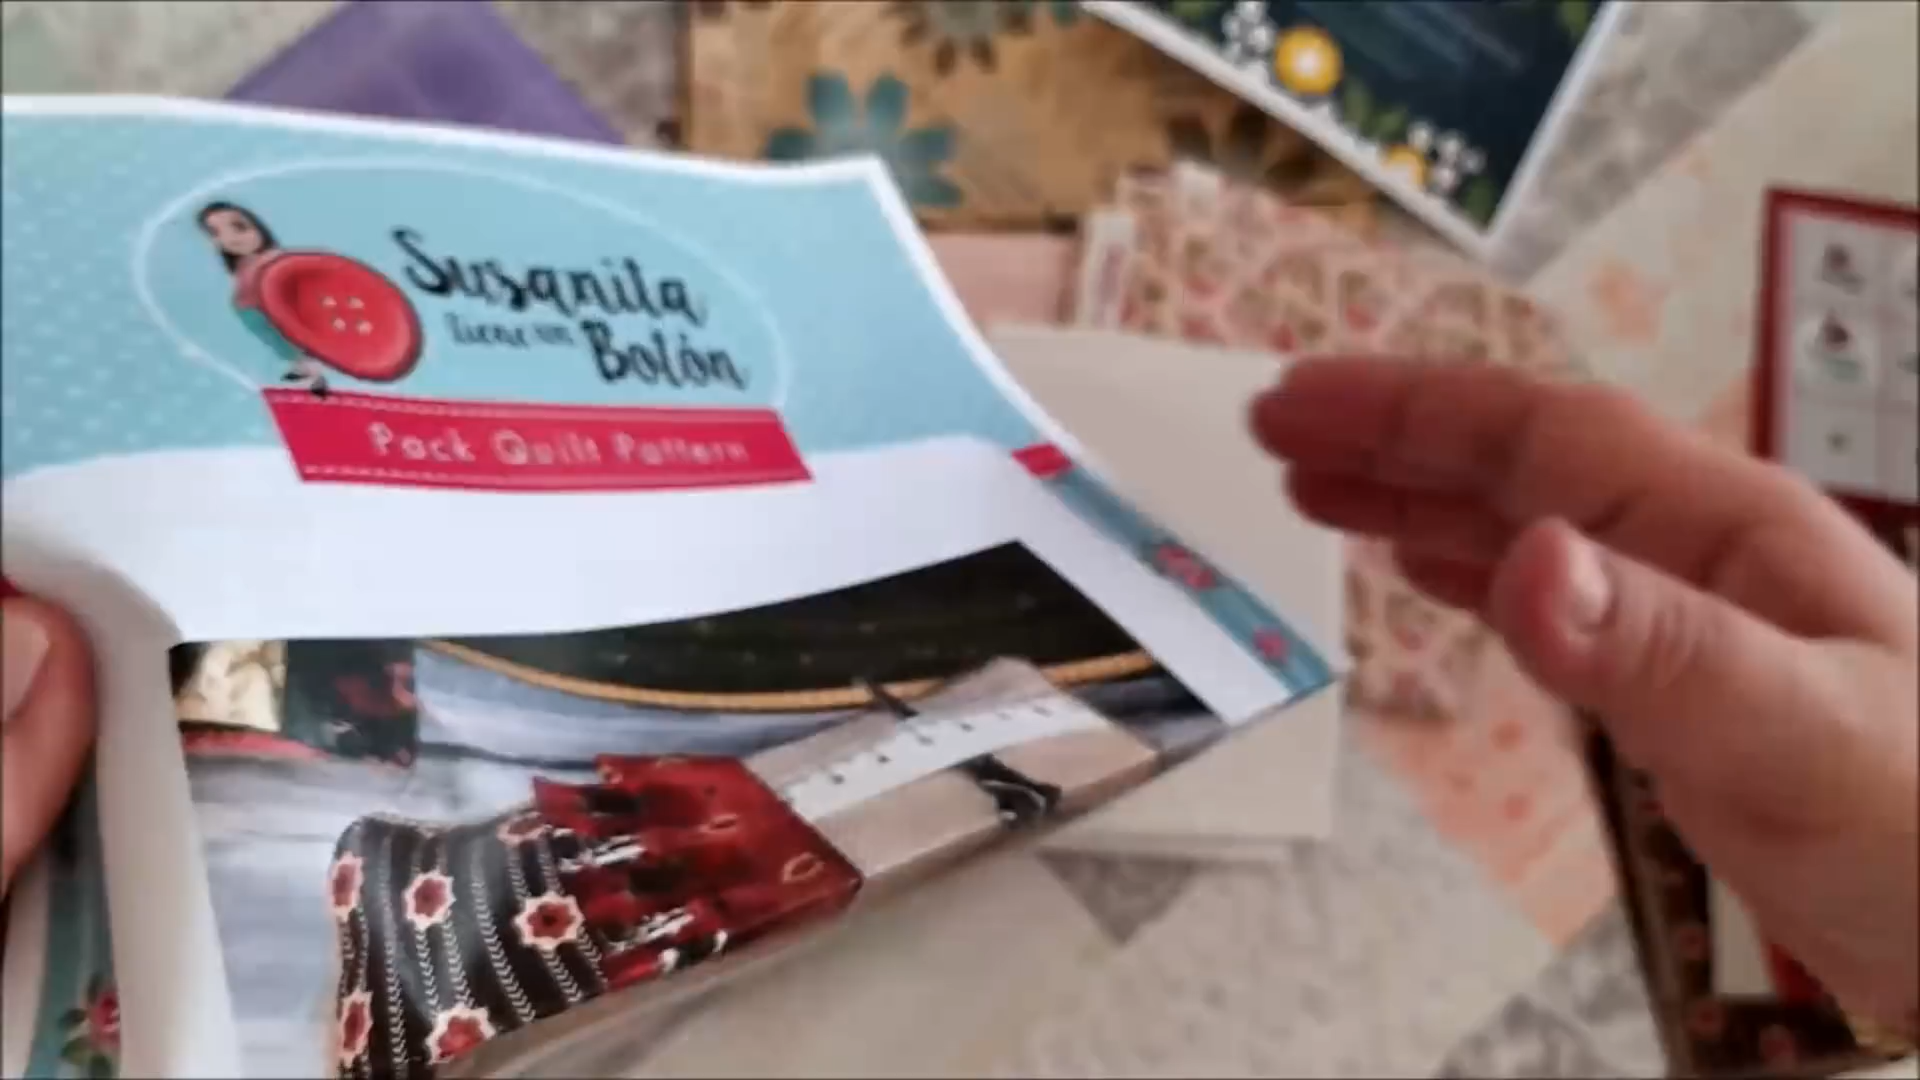 Susanita
tiene un
Botón
Pack Quilt Pattern